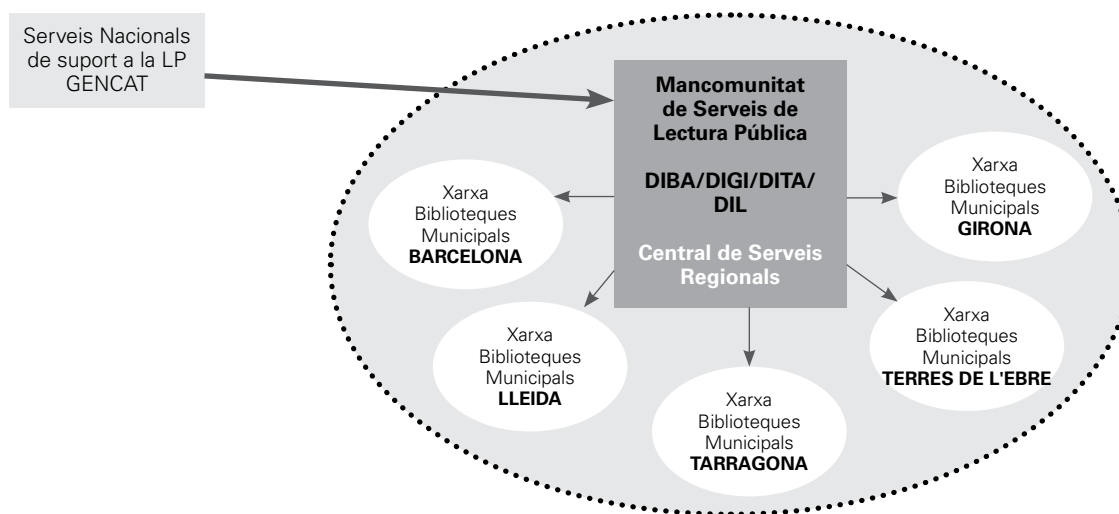 Serveis Nacionals
de suport a la LP
GENCAT
Mancomunitat
de Serveis de
Lectura Pública
DIBA/DIGI/DITA/
DIL
Central de Serveis
Regionals
Xarxa
Biblioteques
Municipals
BARCELONA
Xarxa
Biblioteques
Municipals
GIRONA
Xarxa
Biblioteques
Municipals
LLEIDA
Xarxa
Biblioteques
Municipals
TARRAGONA
Xarxa
Biblioteques
Municipals
TERRES DE L'EBRE